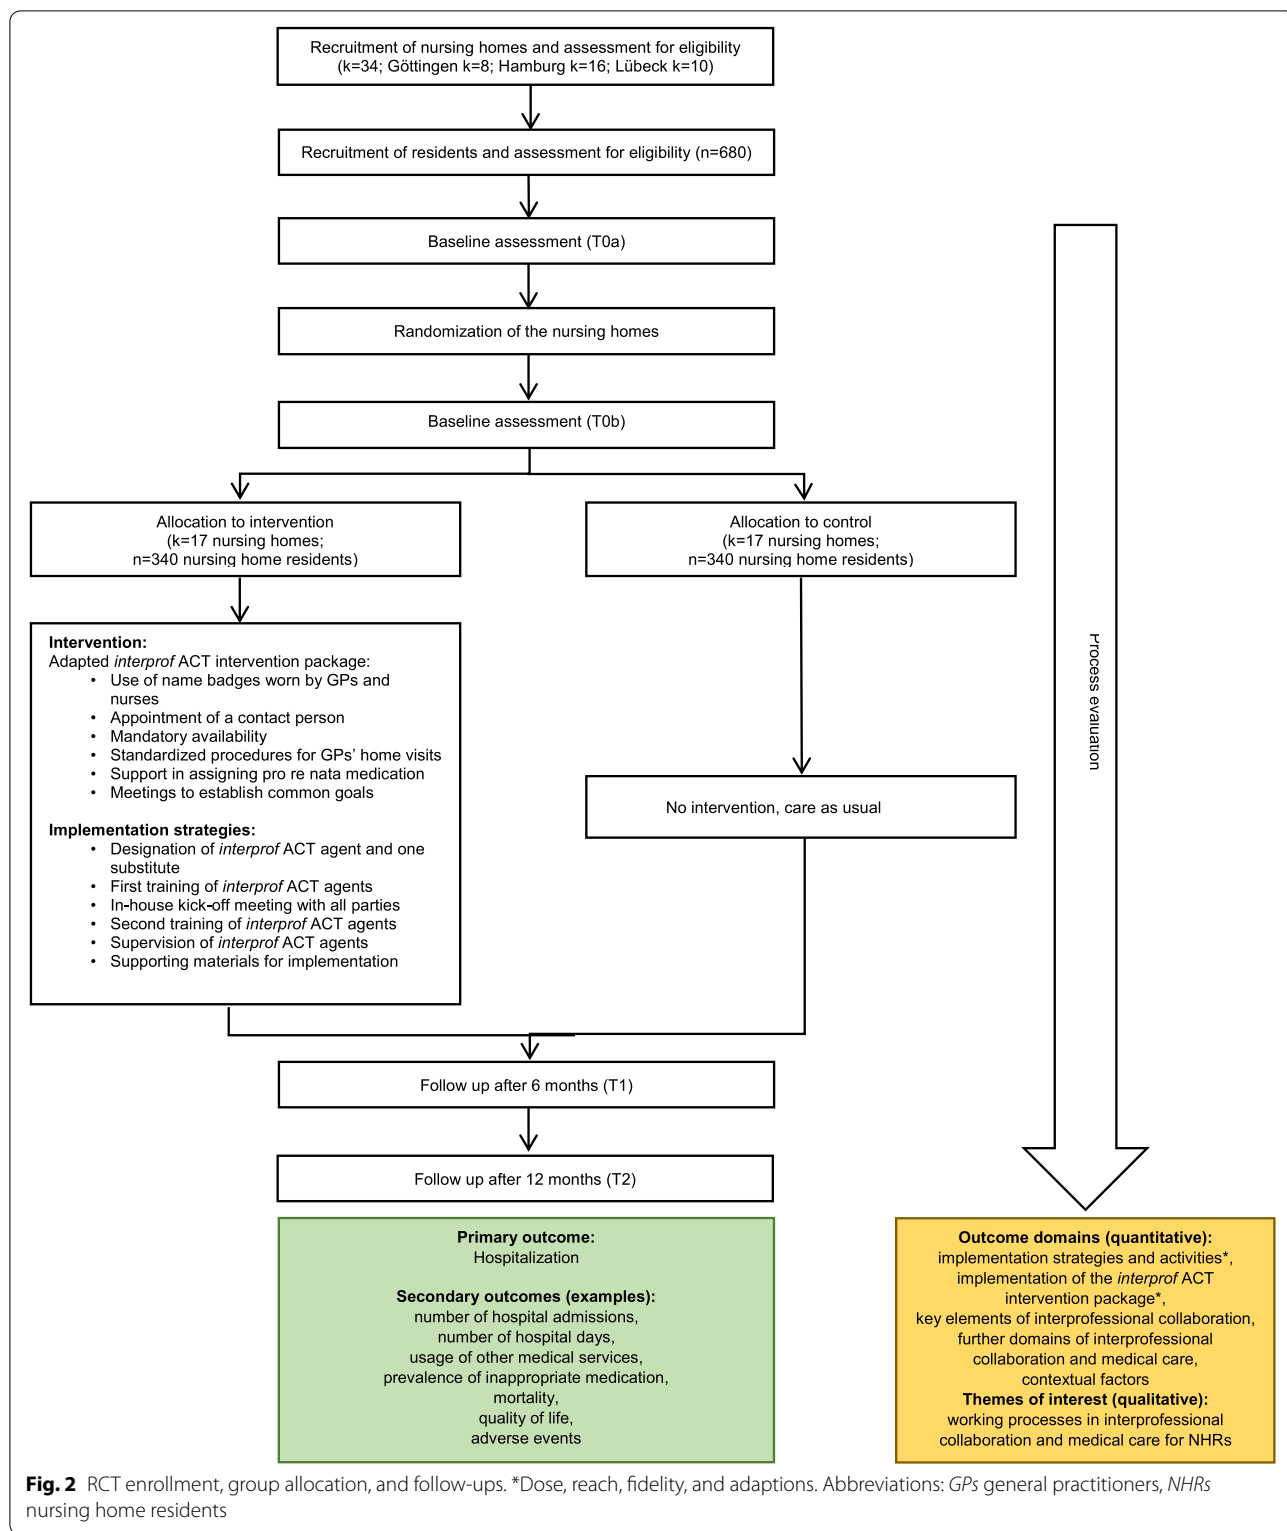 Recruitment of nursing homes and assessment for eligibility
(k=34; Göttingen k=8; Hamburg k=16; Lübeck k=10)
Recruitment of residents and assessment for eligibility (n=680)
Baseline assessment (T0a)
Randomization of the nursing homes
Baseline assessment (T0b)
Allocation to intervention
(k=17 nursing homes;
n=340 nursing home residents)
Allocation to control
(k=17 nursing homes;
n=340 nursing home residents)
Intervention:
Adapted interprof ACT intervention package:
• Use of name badges worn by GPs and
nurses
• Appointment of a contact person
• Mandatory availability
• Standardized procedures for GPs' home visits
• Support in assigning pro re nata medication
• Meetings to establish common goals
Implementation strategies:
• Designation of interprof ACT agent and one
substitute
• First training of interprof ACT agents
• In-house kick-off meeting with all parties
• Second training of interprof ACT agents
• Supervision of interprof ACT agents
• Supporting materials for implementation
No intervention, care as usual
Process evaluation
Follow up after 6 months (T1)
Follow up after 12 months (T2)
Primary outcome:
Hospitalization
Secondary outcomes (examples):
number of hospital admissions,
number of hospital days,
usage of other medical services,
prevalence of inappropriate medication,
mortality,
quality of life,
adverse events
Outcome domains (quantitative):
implementation strategies and activities*,
implementation of the interprof ACT
intervention package*,
key elements of interprofessional collaboration,
further domains of interprofessional
collaboration and medical care,
contextual factors
Themes of interest (qualitative):
working processes in interprofessional
collaboration and medical care for NHRs
Fig. 2 RCT enrollment, group allocation, and follow-ups. *Dose, reach, fidelity, and adaptions. Abbreviations: GPs general practitioners, NHRs
nursing home residents